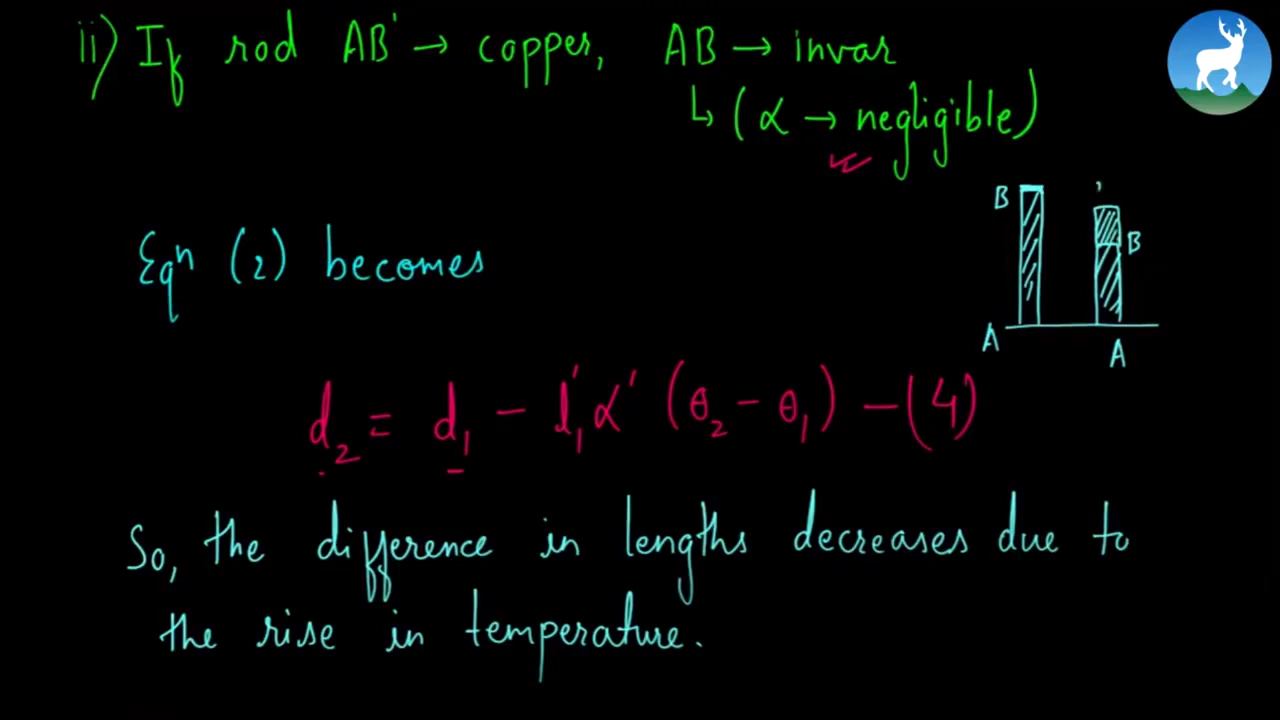 ii) If rod AB' → copper, AB → invar
↳ (α → negligible)
B
'
B
Eqⁿ (2) becomes
A
A
d₂ = d₁ - l₁'α' (θ₂ - θ₁) - (4)
So, the difference in lengths decreases due to
the rise in temperature.